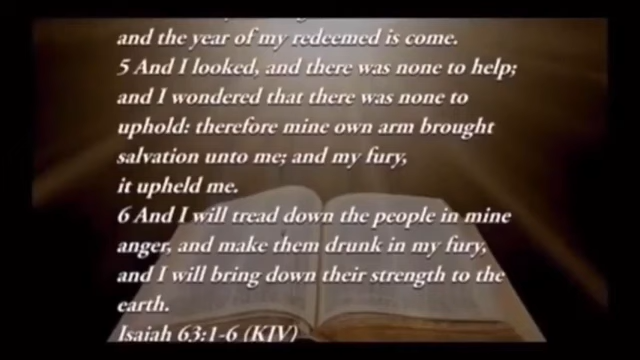 and the year of my redeemed is come.
5 And I looked, and there was none to help;
and I wondered that there was none to
uphold: therefore mine own arm brought
salvation unto me; and my fury,
it upheld me.
6 And I will tread down the people in mine
anger, and make them drunk in my fury,
and I will bring down their strength to the
earth.
Isaiah 63:1-6 (KJV)